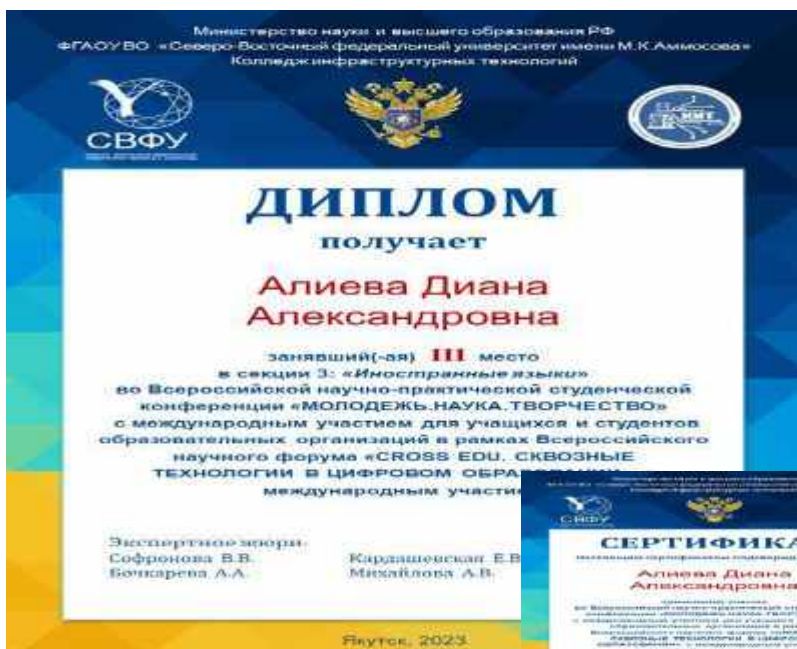 Министерство науки и высшего образования РФ
ФГАОУ ВО «Северо-Восточный федеральный университет имени М.К.Аммосова»
Колледж инфраструктурных технологий
СВФУ
КИТ
ДИПЛОМ
получает
Алиева Диана
Александровна
занявший(-ая) III место
в секции 3: «Иностранные языки»
во Всероссийской научно-практической студенческой
конференции «МОЛОДЕЖЬ.НАУКА.ТВОРЧЕСТВО»
с международным участием для учащихся и студентов
образовательных организаций в рамках Всероссийского
научного форума «CROSS EDU. СКВОЗНЫЕ
ТЕХНОЛОГИИ В ЦИФРОВОМ
международным
Экспертное жюри:
Софронова В.В.
Бочкарева А.А.
Кардашевская Е.В
Михайлова А.В.
Якутск, 2023
СВФУ
СЕРТИФИКА
Алиева Диана
Александровна